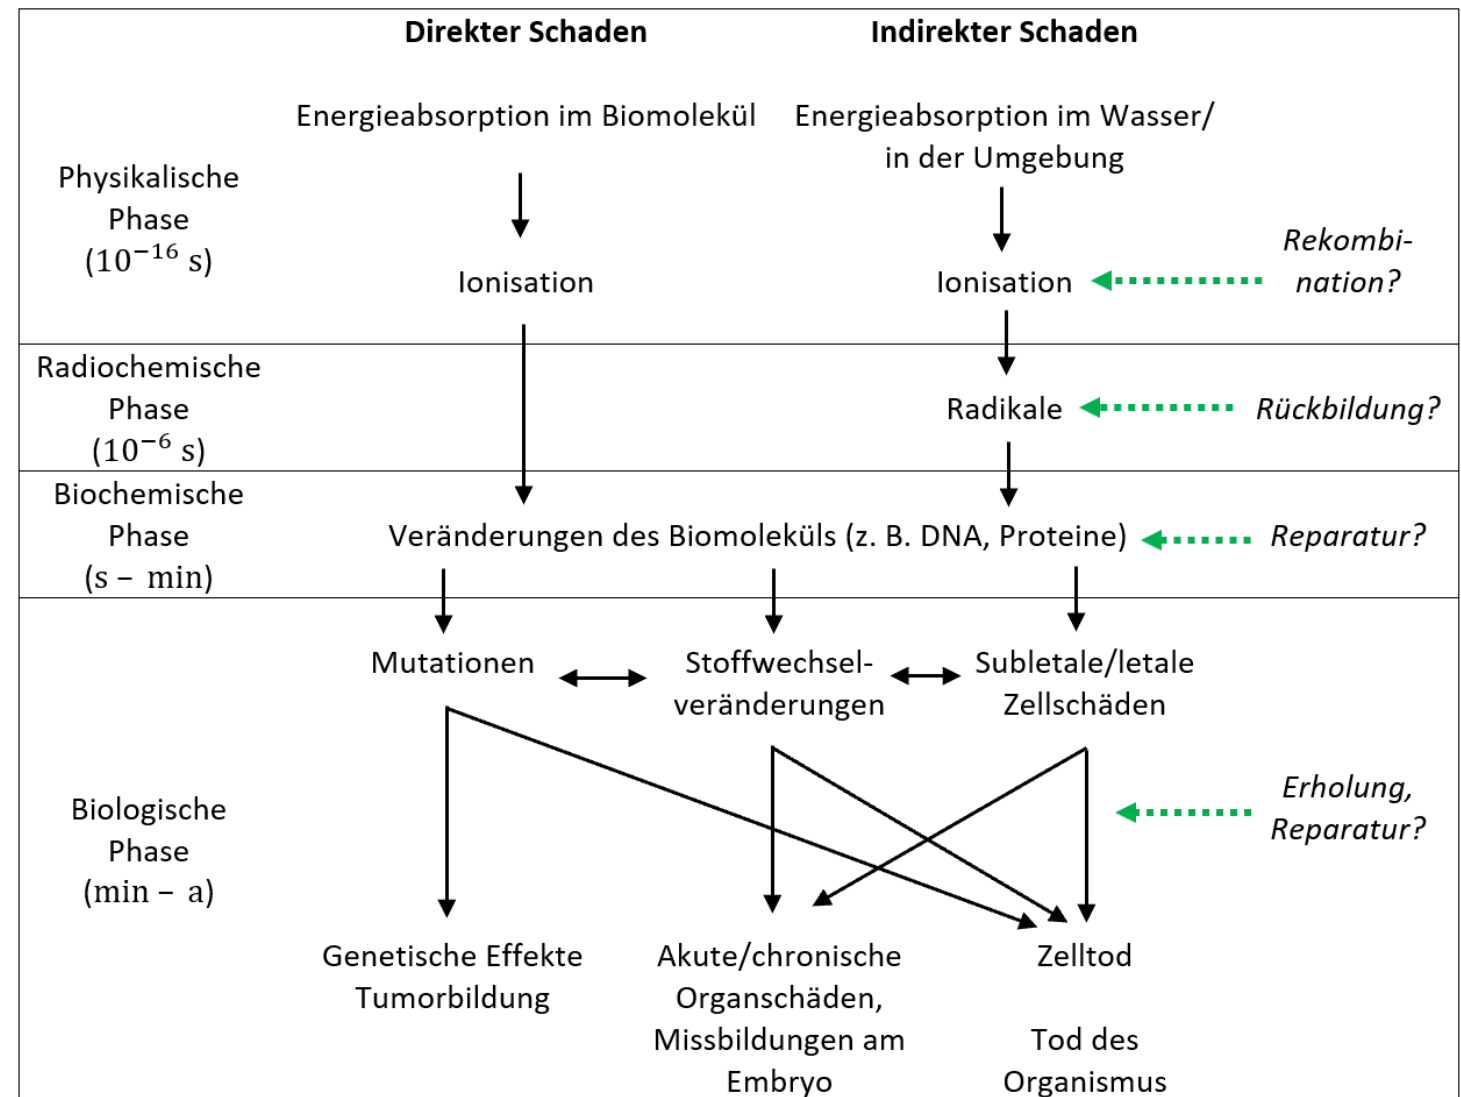 Direkter Schaden
Indirekter Schaden
Energieabsorption im Biomolekül
Energieabsorption im Wasser/
in der Umgebung
Physikalische
Phase
(10⁻¹⁶ s)
Ionisation
Ionisation
Rekombi-
nation?
Radiochemische
Phase
(10⁻⁶ s)
Radikale
Rückbildung?
Biochemische
Phase
(s – min)
Veränderungen des Biomoleküls (z. B. DNA, Proteine)
Reparatur?
Mutationen
Stoffwechsel-
veränderungen
Subletale/letale
Zellschäden
Biologische
Phase
(min – a)
Erholung,
Reparatur?
Genetische Effekte
Tumorbildung
Akute/chronische
Organschäden,
Missbildungen am
Embryo
Zelltod
Tod des
Organismus